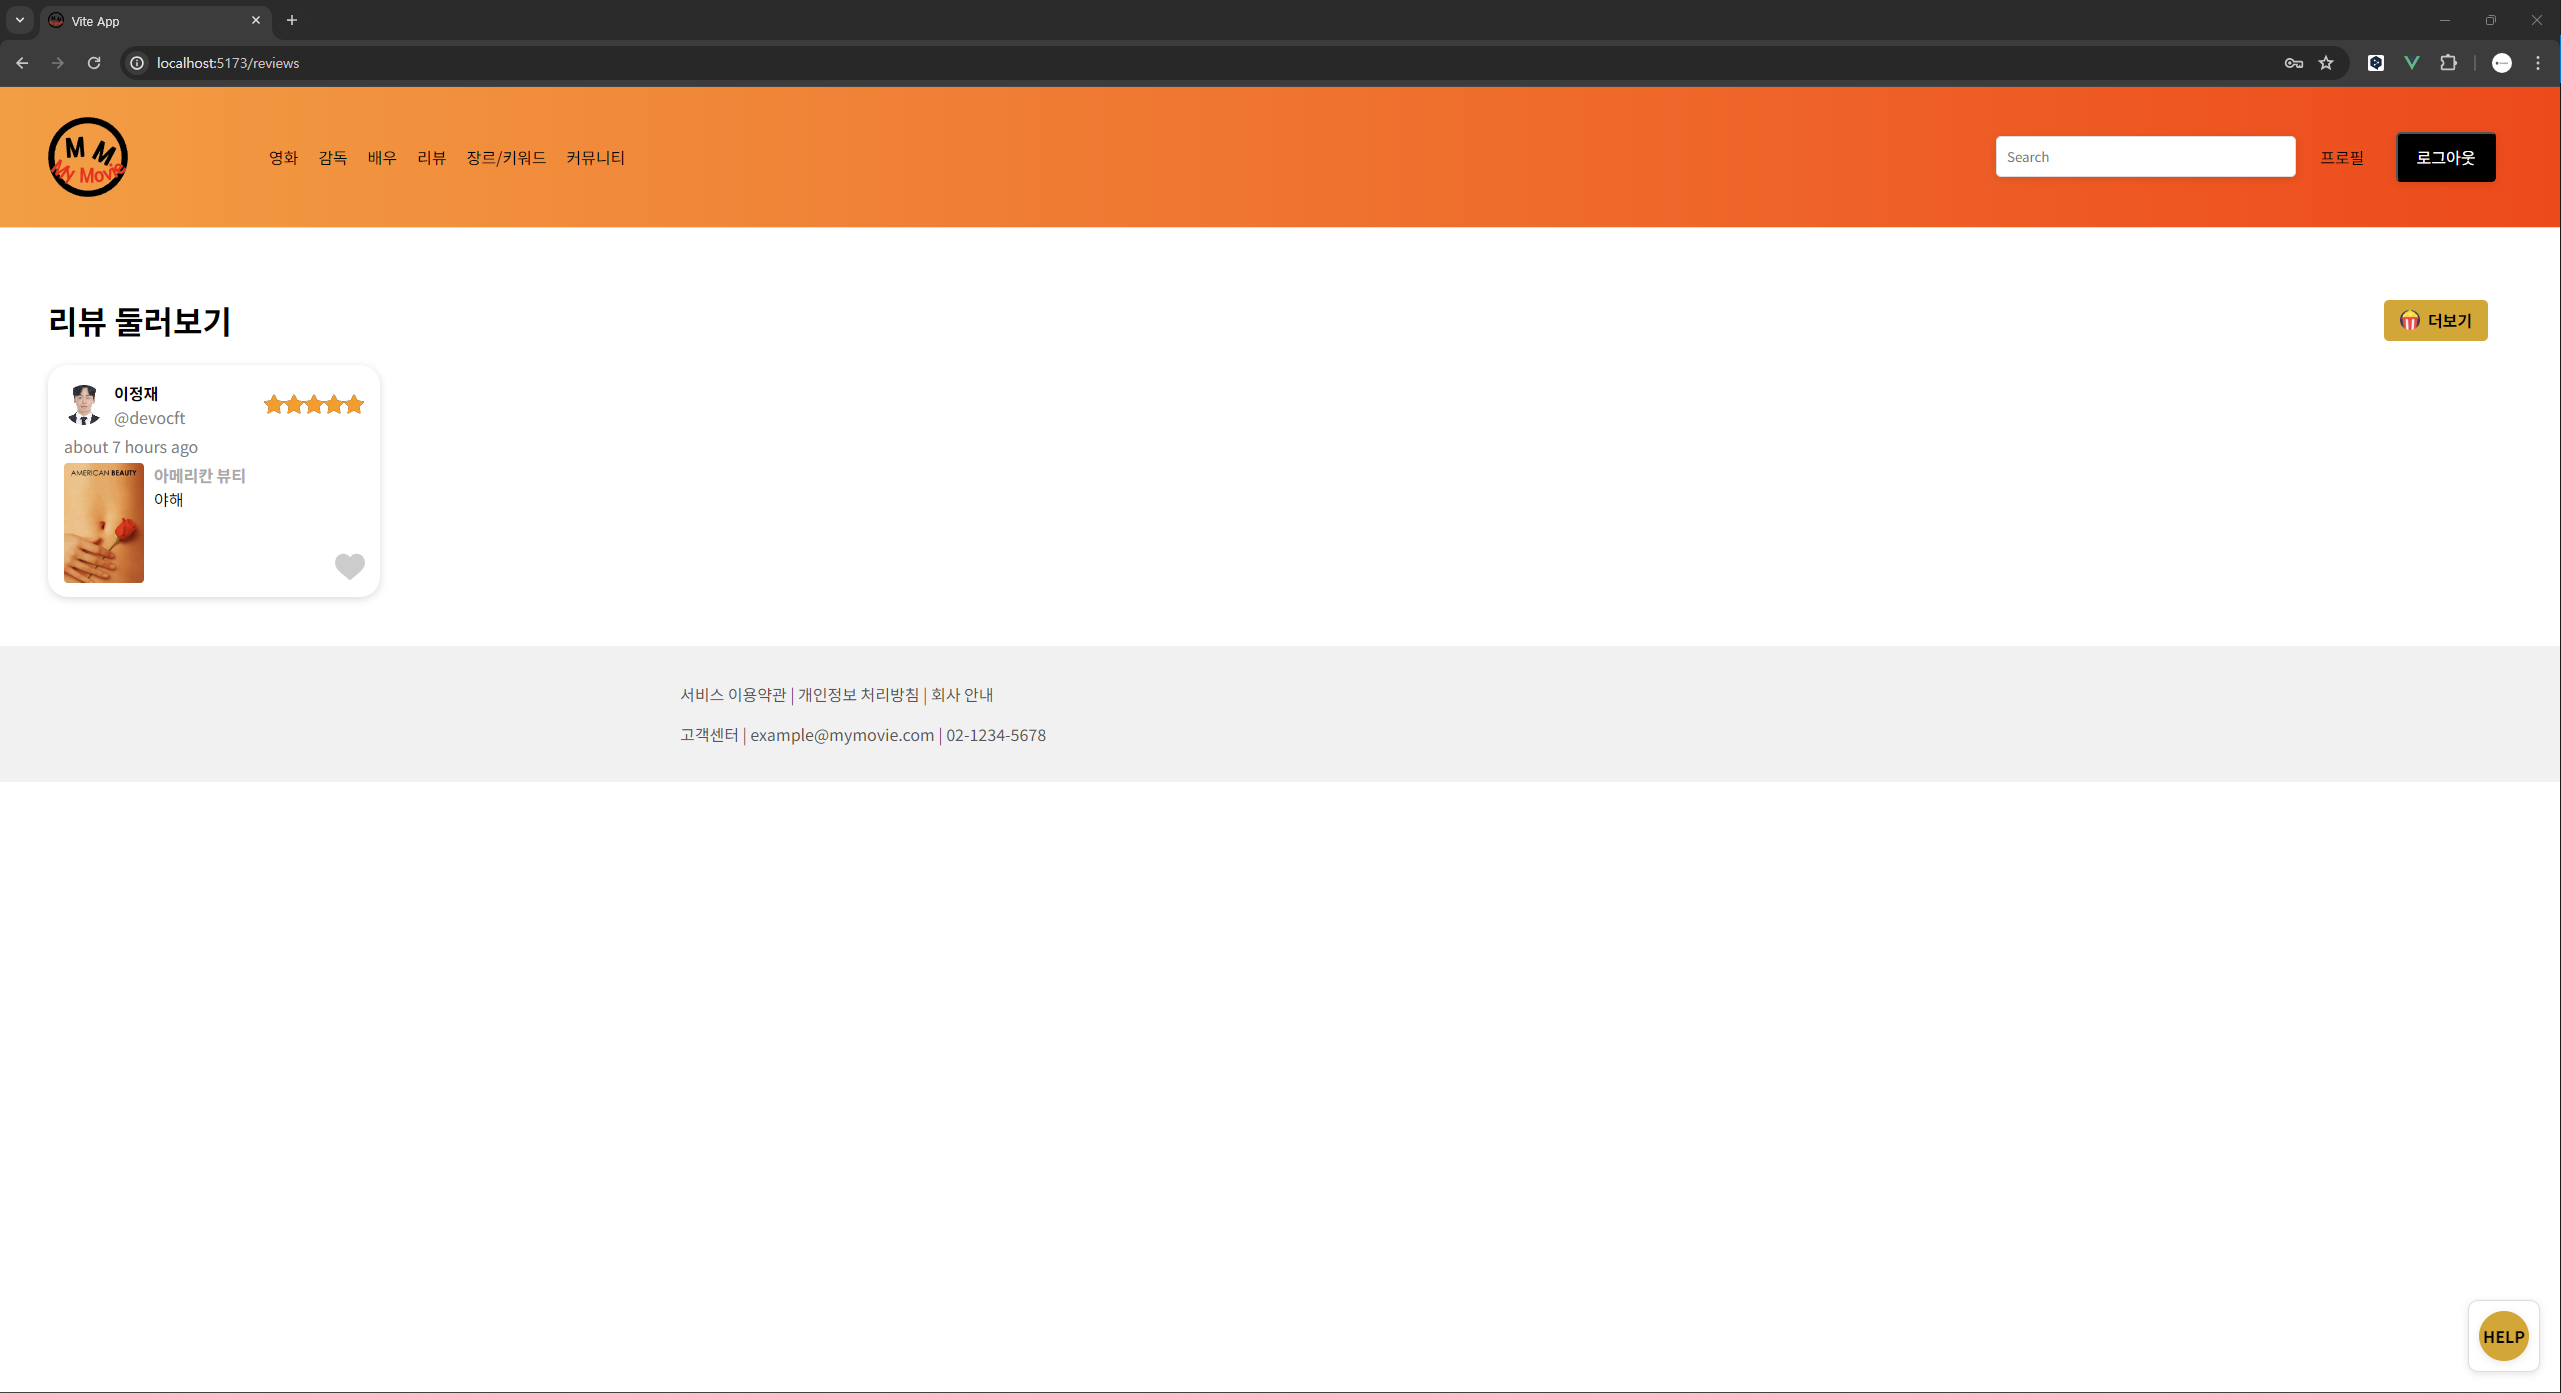 Vite App
localhost:5173/reviews
M M
My Movie
영화 감독 배우 리뷰 장르/키워드 커뮤니티
Search
프로필
로그아웃
리뷰 둘러보기
더보기
이정재
@devocft
about 7 hours ago
AMERICAN BEAUTY
아메리칸 뷰티
야해
서비스 이용약관 | 개인정보 처리방침 | 회사 안내
고객센터 | example@mymovie.com | 02-1234-5678
HELP